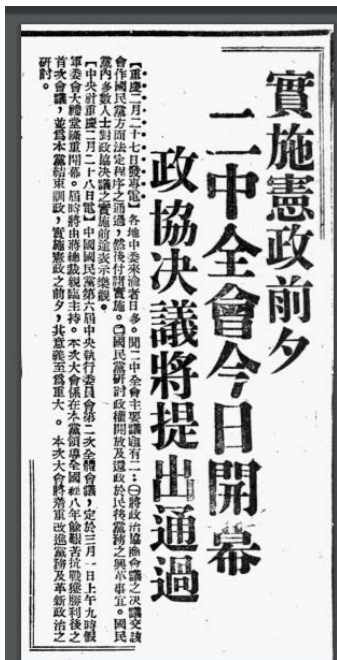 實施憲政前夕
二中全會今日開幕
政協決議將提出通過
【重慶二月二十七日發專電】各地中委來渝者日多。聞二中全會主要議題有二:㊀將政治協商會議之決議交該
會作國民黨方面法定程序之通過,然後付諸實施。㊁國民黨研討政權開放及還政於民後黨務之興革事宜。國民
黨內多數人士對政協決議之實施前途表示樂觀。
【中央社重慶二月二十八日電】中國國民黨第六屆中央執行委員會第二次全體會議,定於三月一日上午九時假
軍委會大禮堂隆重開幕。屆時將由蔣總裁親臨主持。本次大會係在本黨領導全國經八年餘艱苦抗戰獲勝利後之
首次會議,並爲本黨結束訓政,實施憲政之前夕,其意義至爲重大。本次大會將着重改進黨務及革新政治之
研討。